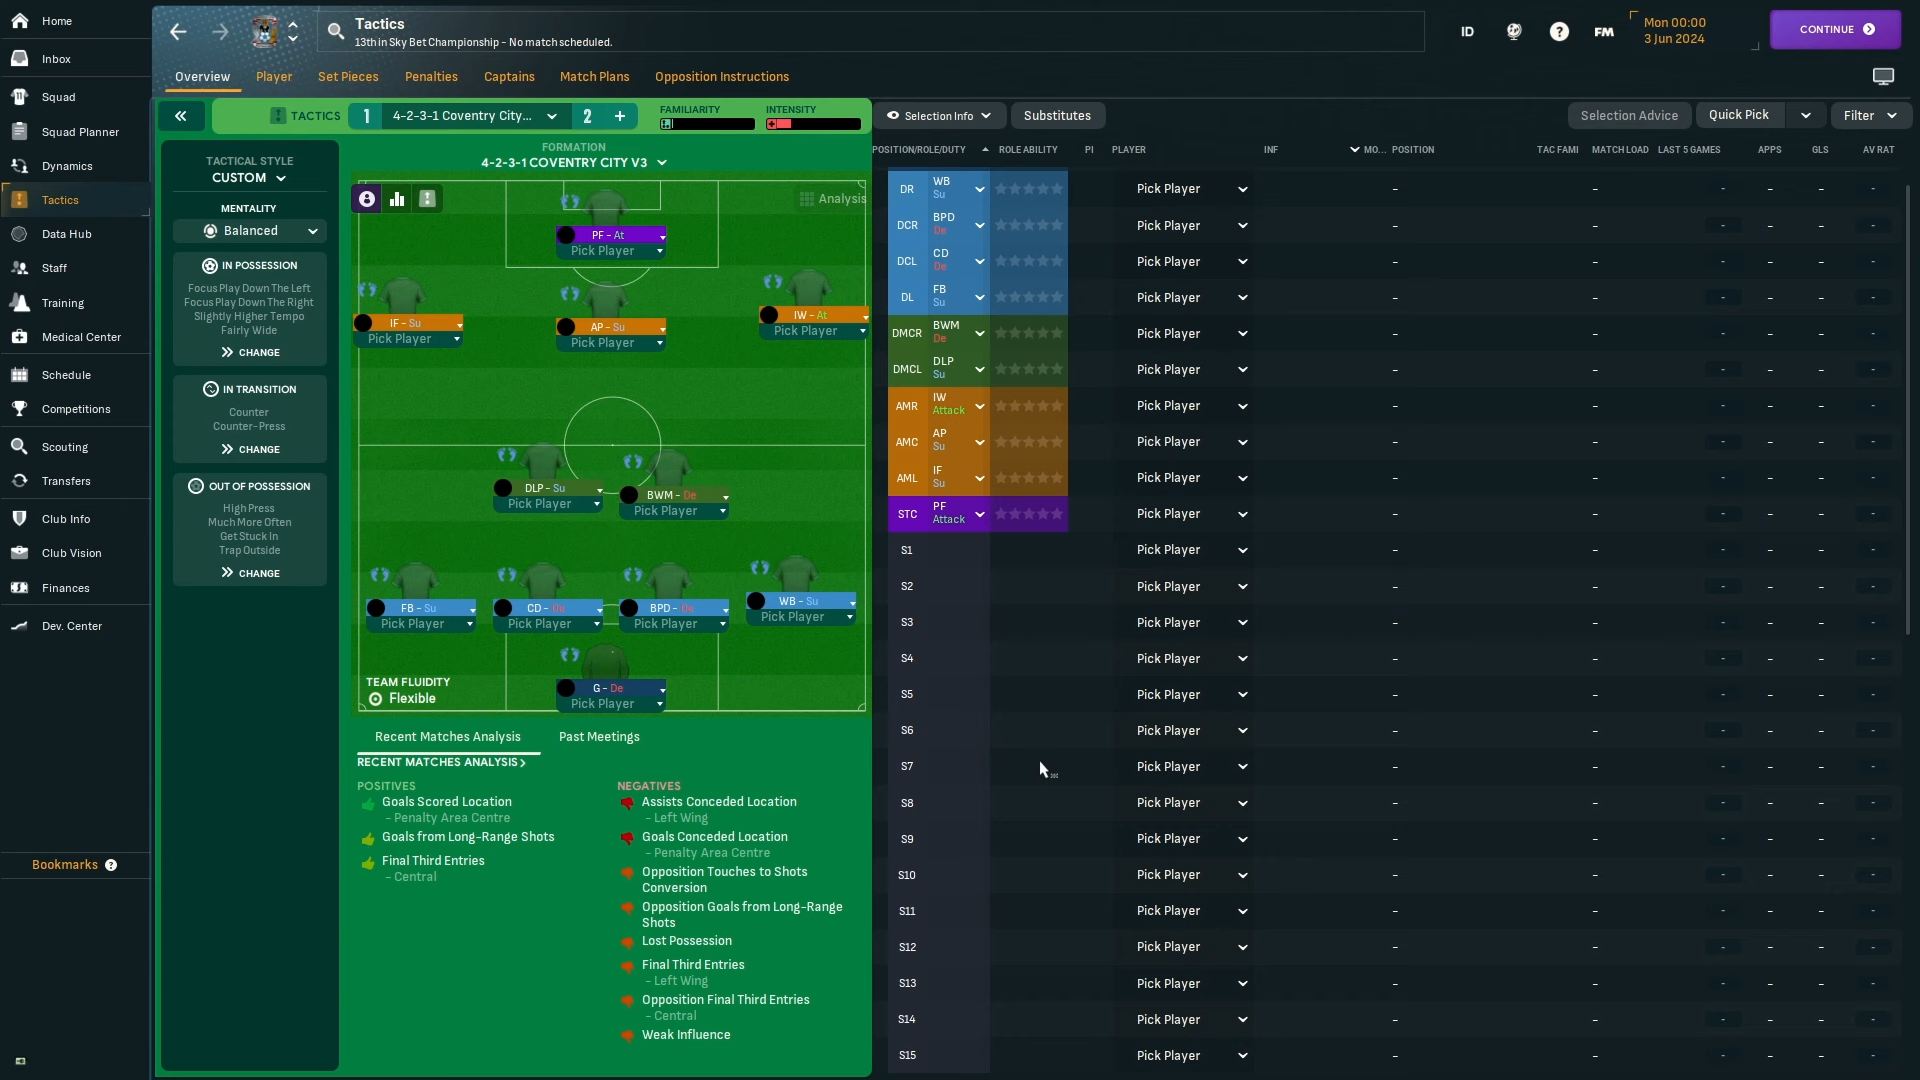 Home
Inbox
Squad
Squad Planner
Dynamics
Tactics
Data Hub
Staff
Training
Medical Center
Schedule
Competitions
Scouting
Transfers
Club Info
Club Vision
Finances
Dev. Center
Bookmarks ?
Tactics
13th in Sky Bet Championship - No match scheduled.
ID
?
FM
Mon 00:00
3 Jun 2024
CONTINUE
Overview Player Set Pieces Penalties Captains Match Plans Opposition Instructions
TACTICS 1 4-2-3-1 Coventry City... 2 +
FAMILIARITY
INTENSITY
TACTICAL STYLE
CUSTOM
MENTALITY
Balanced
IN POSSESSION
Focus Play Down The Left
Focus Play Down The Right
Slightly Higher Tempo
Fairly Wide
CHANGE
IN TRANSITION
Counter
Counter-Press
CHANGE
OUT OF POSSESSION
High Press
Much More Often
Get Stuck In
Trap Outside
CHANGE
FORMATION
4-2-3-1 COVENTRY CITY V3
Analysis
PF - At
Pick Player
IF - Su
Pick Player
AP - Su
Pick Player
IW - At
Pick Player
DLP - Su
Pick Player
BWM - De
Pick Player
FB - Su
Pick Player
CD - De
Pick Player
BPD - De
Pick Player
WB - Su
Pick Player
G - De
Pick Player
TEAM FLUIDITY
Flexible
Recent Matches Analysis Past Meetings
RECENT MATCHES ANALYSIS >
POSITIVES
Goals Scored Location
- Penalty Area Centre
Goals from Long-Range Shots
Final Third Entries
- Central
NEGATIVES
Assists Conceded Location
- Left Wing
Goals Conceded Location
- Penalty Area Centre
Opposition Touches to Shots
Conversion
Opposition Goals from Long-Range
Shots
Lost Possession
Final Third Entries
- Left Wing
Opposition Final Third Entries
- Central
Weak Influence
Selection Info Substitutes Selection Advice Quick Pick Filter
POSITION/ROLE/DUTY ROLE ABILITY PI PLAYER INF MO... POSITION TAC FAMI MATCH LOAD LAST 5 GAMES APPS GLS AV RAT
DR WB Su Pick Player - - - - - -
DCR BPD De Pick Player - - - - - -
DCL CD De Pick Player - - - - - -
DL FB Su Pick Player - - - - - -
DMCR BWM De Pick Player - - - - - -
DMCL DLP Su Pick Player - - - - - -
AMR IW Attack Pick Player - - - - - -
AMC AP Su Pick Player - - - - - -
AML IF Su Pick Player - - - - - -
STC PF Attack Pick Player - - - - - -
S1 Pick Player - - - - - -
S2 Pick Player - - - - - -
S3 Pick Player - - - - - -
S4 Pick Player - - - - - -
S5 Pick Player - - - - - -
S6 Pick Player - - - - - -
S7 Pick Player - - - - - -
S8 Pick Player - - - - - -
S9 Pick Player - - - - - -
S10 Pick Player - - - - - -
S11 Pick Player - - - - - -
S12 Pick Player - - - - - -
S13 Pick Player - - - - - -
S14 Pick Player - - - - - -
S15 Pick Player - - - - - -